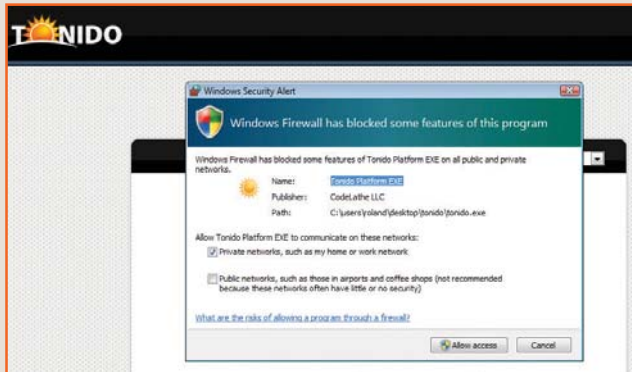 TONIDO
Windows Security Alert
Windows Firewall has blocked some features of this program
Windows Firewall has blocked some features of Tonido Platform EXE on all public and private
networks.
Name: Tonido Platform EXE
Publisher: CodeLathe LLC
Path: C:\users\roland\desktop\tonido\tonido.exe
Allow Tonido Platform EXE to communicate on these networks:
Private networks, such as my home or work network
Public networks, such as those in airports and coffee shops (not recommended
because these networks often have little or no security)
What are the risks of allowing a program through a firewall?
Allow access Cancel